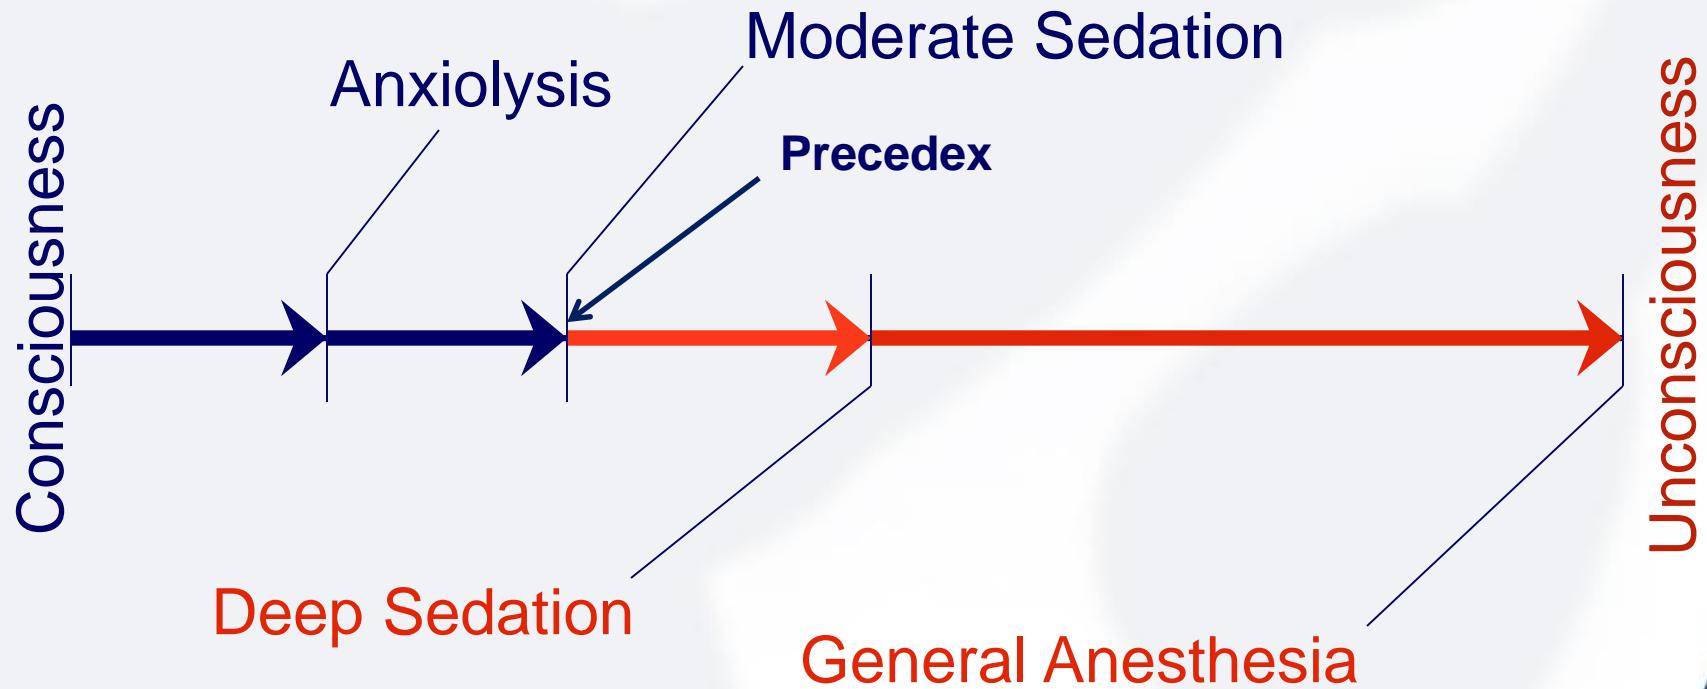 Moderate Sedation
Anxiolysis
Precedex
Consciousness
Unconsciousness
Deep Sedation
General Anesthesia